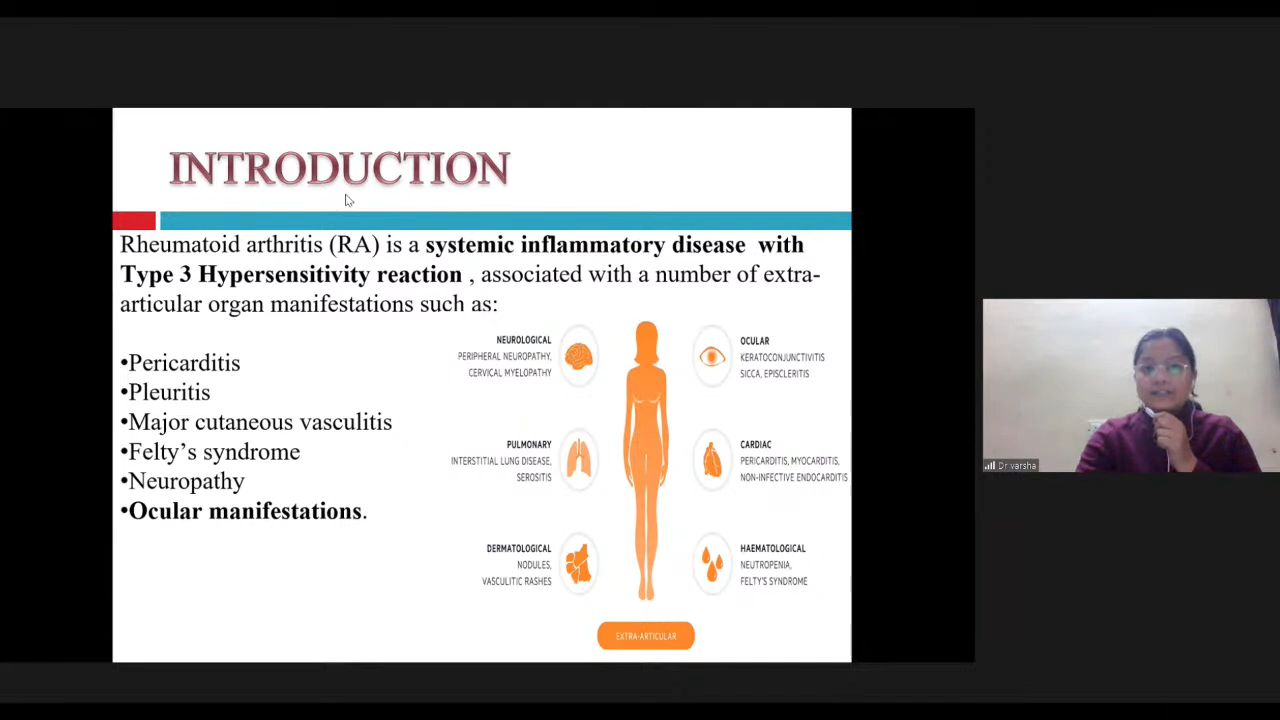 INTRODUCTION
Rheumatoid arthritis (RA) is a systemic inflammatory disease with
Type 3 Hypersensitivity reaction , associated with a number of extra-
articular organ manifestations such as:
•Pericarditis
•Pleuritis
•Major cutaneous vasculitis
•Felty's syndrome
•Neuropathy
•Ocular manifestations.
NEUROLOGICAL
PERIPHERAL NEUROPATHY,
CERVICAL MYELOPATHY
OCULAR
KERATOCONJUNCTIVITIS
SICCA, EPISCLERITIS
PULMONARY
INTERSTITIAL LUNG DISEASE,
SEROSITIS
CARDIAC
PERICARDITIS, MYOCARDITIS,
NON-INFECTIVE ENDOCARDITIS
DERMATOLOGICAL
NODULES,
VASCULITIC RASHES
HAEMATOLOGICAL
NEUTROPENIA,
FELTY'S SYNDROME
EXTRA-ARTICULAR
Dr varsha